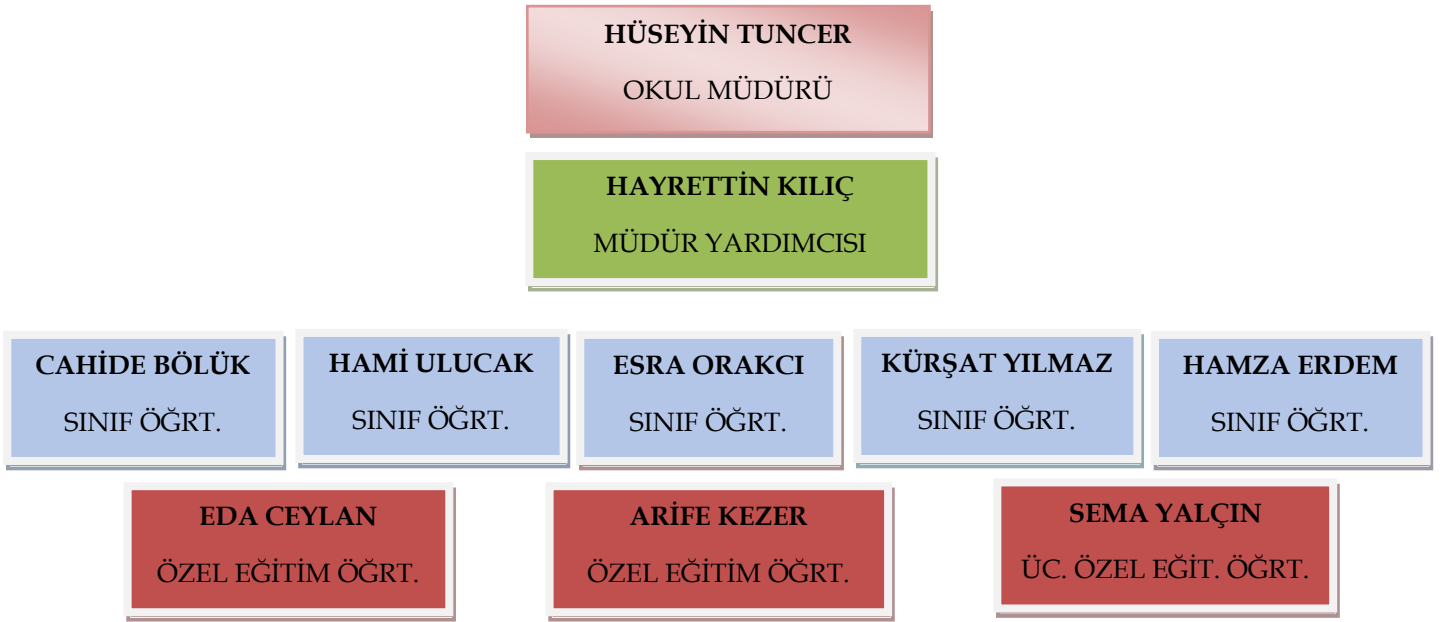 HÜSEYİN TUNCER
OKUL MÜDÜRÜ
HAYRETTİN KILIÇ
MÜDÜR YARDIMCISI
CAHİDE BÖLÜK
SINIF ÖĞRT.
HAMİ ULUCAK
SINIF ÖĞRT.
ESRA ORAKCI
SINIF ÖĞRT.
KÜRŞAT YILMAZ
SINIF ÖĞRT.
HAMZA ERDEM
SINIF ÖĞRT.
EDA CEYLAN
ÖZEL EĞİTİM ÖĞRT.
ARİFE KEZER
ÖZEL EĞİTİM ÖĞRT.
SEMA YALÇIN
ÜC. ÖZEL EĞİT. ÖĞRT.